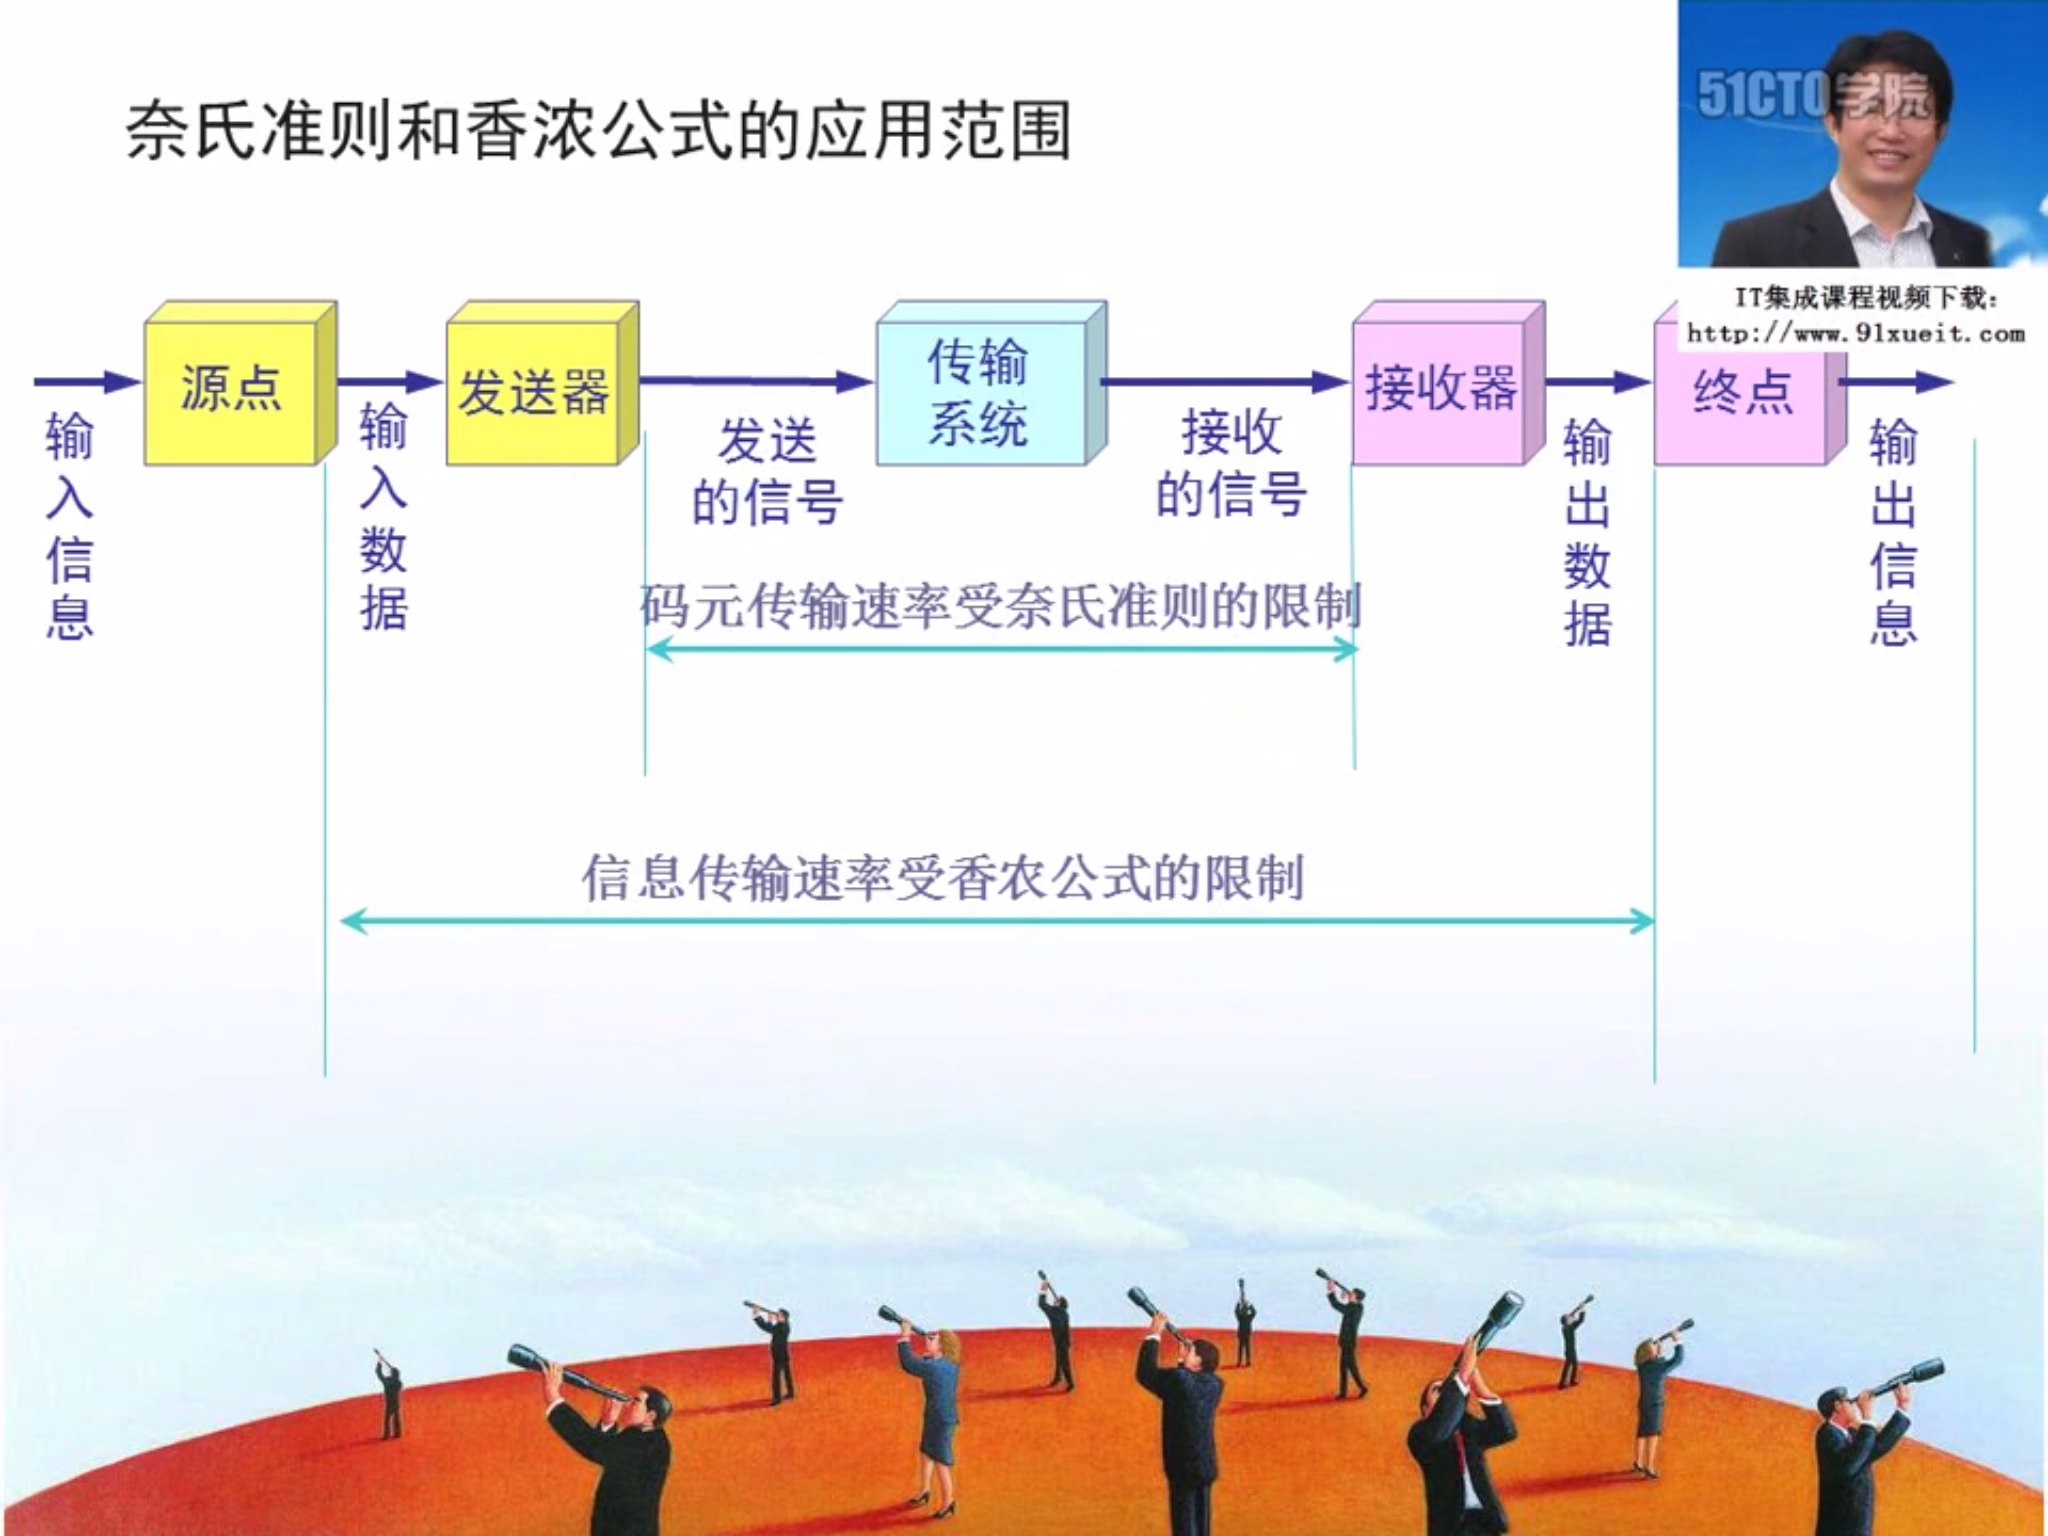 奈氏准则和香浓公式的应用范围
51CTO学院
IT集成课程视频下载：
http://www.91xueit.com
源点
发送器
传输
系统
接收器
终点
输入信息
输入数据
发送
的信号
接收
的信号
输出数据
输出信息
码元传输速率受奈氏准则的限制
信息传输速率受香农公式的限制